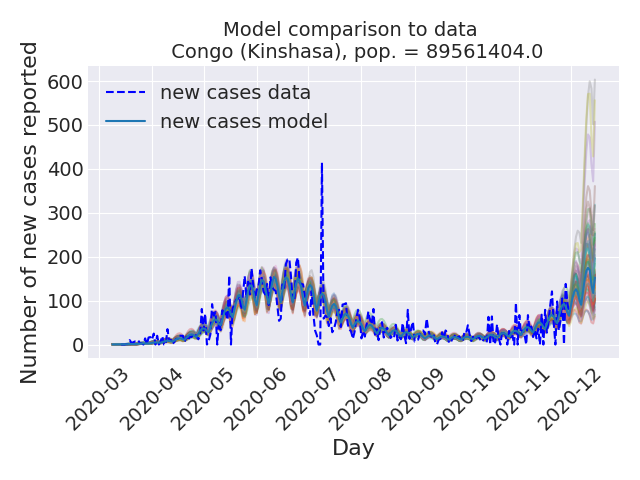 Model comparison to data
Congo (Kinshasa), pop. = 89561404.0
Number of new cases reported
600
500
400
300
200
100
0
new cases data
new cases model
2020-03
2020-04
2020-05
2020-06
2020-07
2020-08
2020-09
2020-10
2020-11
2020-12
Day